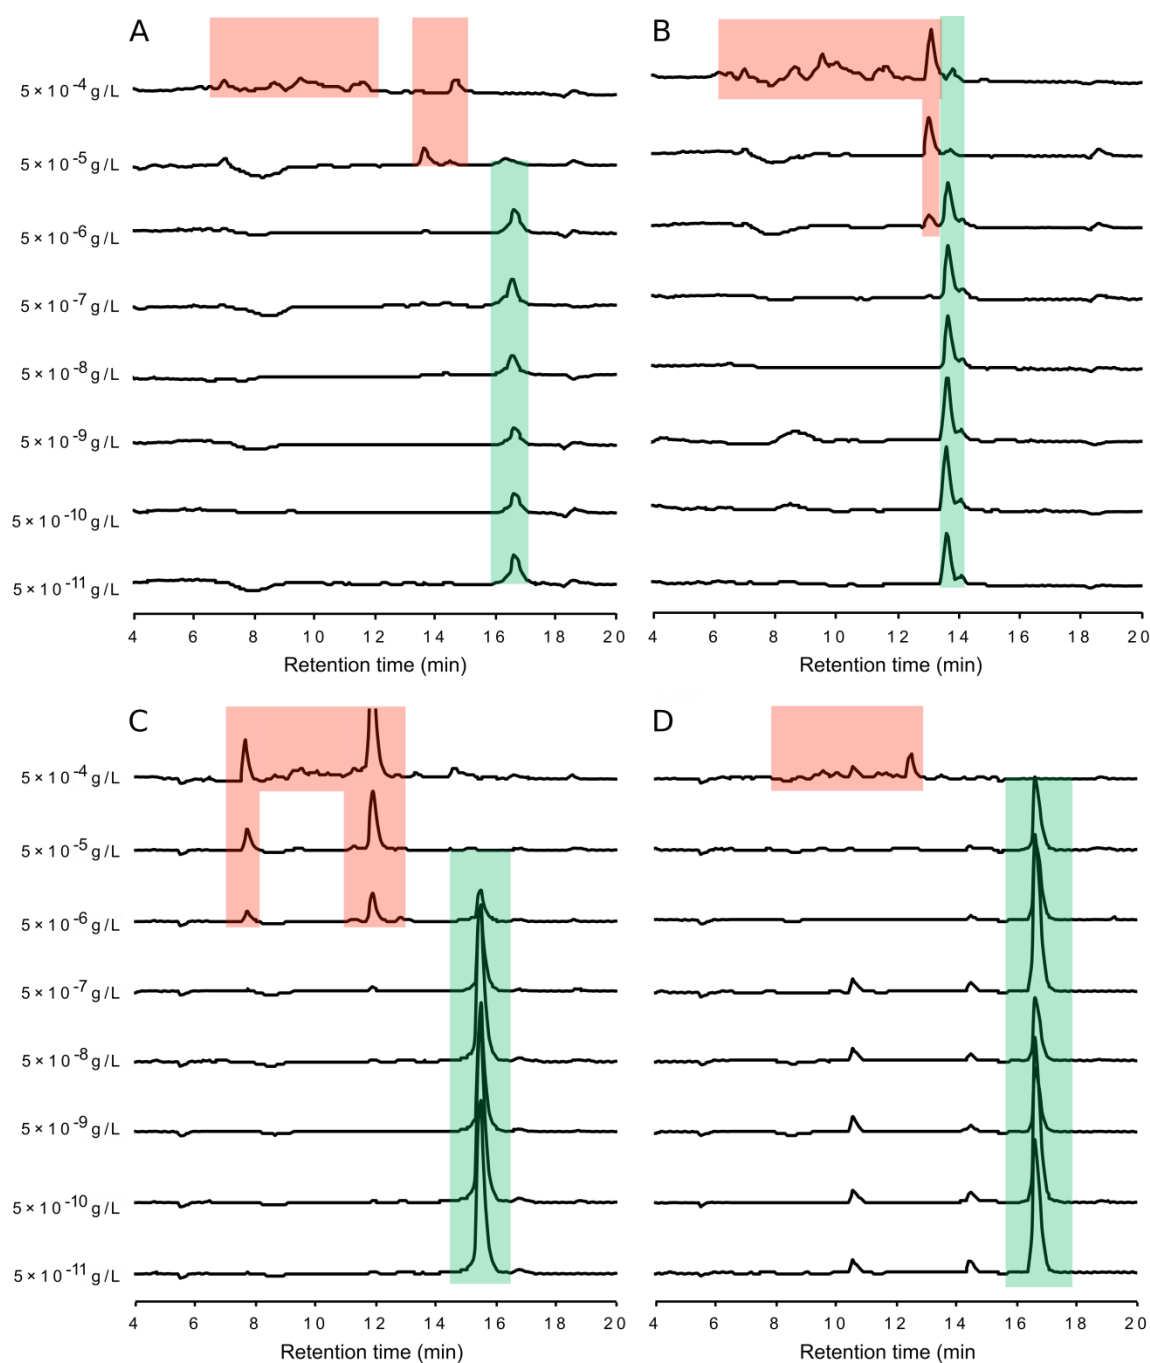 A
B
5 × 10⁻⁴ g/L
5 × 10⁻⁵ g/L
5 × 10⁻⁶ g/L
5 × 10⁻⁷ g/L
5 × 10⁻⁸ g/L
5 × 10⁻⁹ g/L
5 × 10⁻¹⁰ g/L
5 × 10⁻¹¹ g/L
4 6 8 10 12 14 16 18 20
4 6 8 10 12 14 16 18 20
Retention time (min)
Retention time (min)
C
D
5 × 10⁻⁴ g/L
5 × 10⁻⁵ g/L
5 × 10⁻⁶ g/L
5 × 10⁻⁷ g/L
5 × 10⁻⁸ g/L
5 × 10⁻⁹ g/L
5 × 10⁻¹⁰ g/L
5 × 10⁻¹¹ g/L
4 6 8 10 12 14 16 18 20
4 6 8 10 12 14 16 18 20
Retention time (min)
Retention time (min